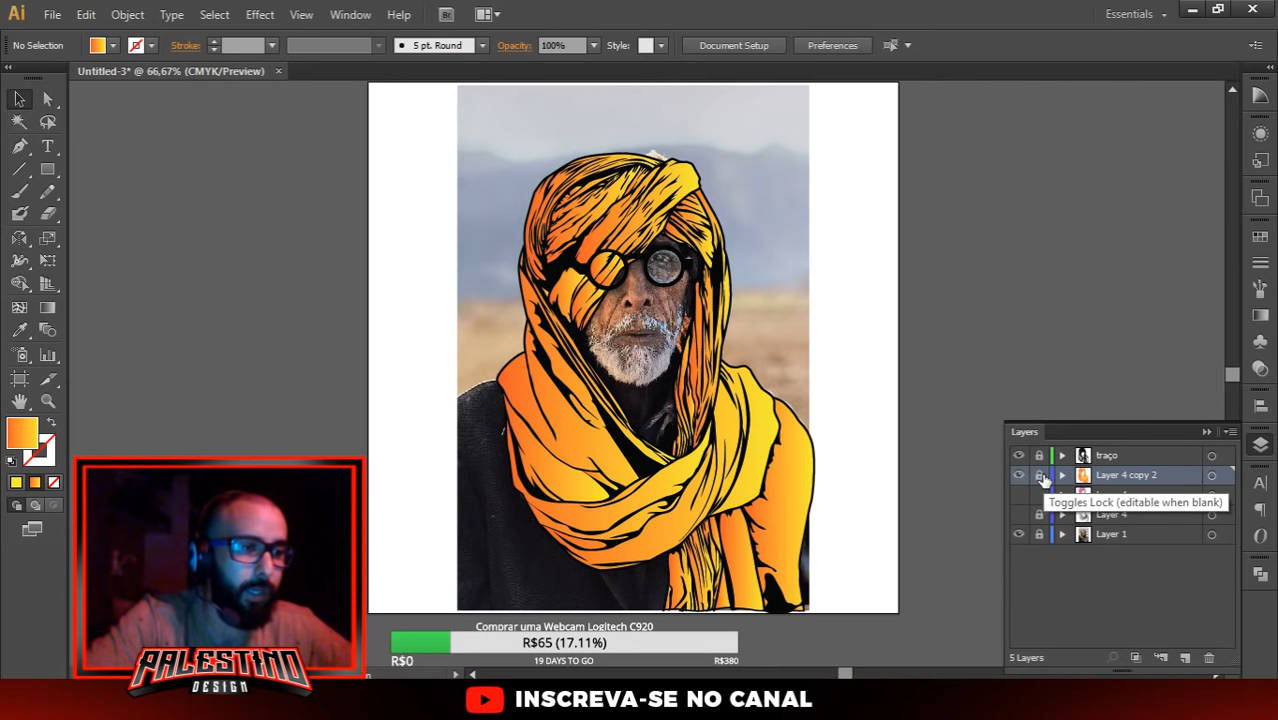 Ai File Edit Object Type Select Effect View Window Help Br Essentials
No Selection Stroke: 5 pt. Round Opacity: 100% Style: Document Setup Preferences
Untitled-3* @ 66,67% (CMYK/Preview)
Layers
traço
Layer 4 copy 2
Toggles Lock (editable when blank)
Layer 4
Layer 1
5 Layers
Comprar uma Webcam Logitech C920
R$65 (17.11%)
R$0 19 DAYS TO GO R$380
PALESTINO
DESIGN
INSCREVA-SE NO CANAL